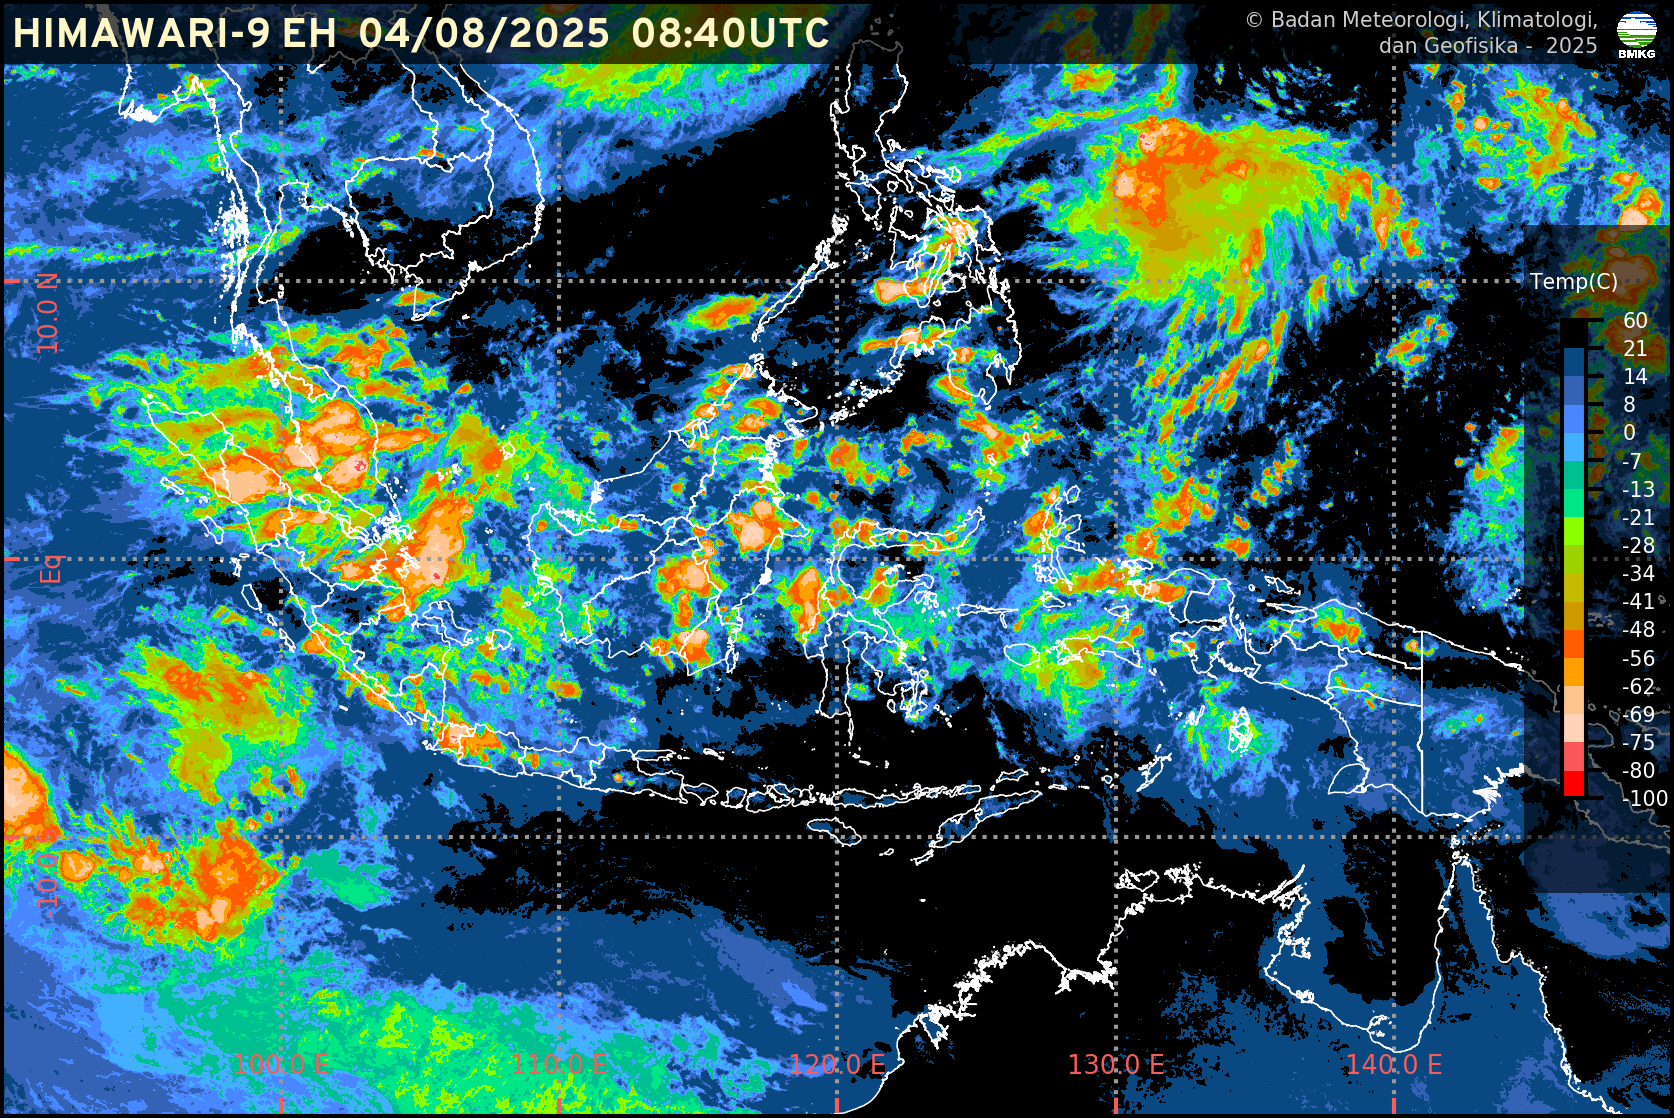 HIMAWARI-9 EH 04/08/2025 08:40UTC
© Badan Meteorologi, Klimatologi,
dan Geofisika - 2025
BMKG
10.0 N
Eq
-10.0
Temp(C)
60
21
14
8
0
-7
-13
-21
-28
-34
-41
-48
-56
-62
-69
-75
-80
-100
100.0 E
110.0 E
120.0 E
130.0 E
140.0 E